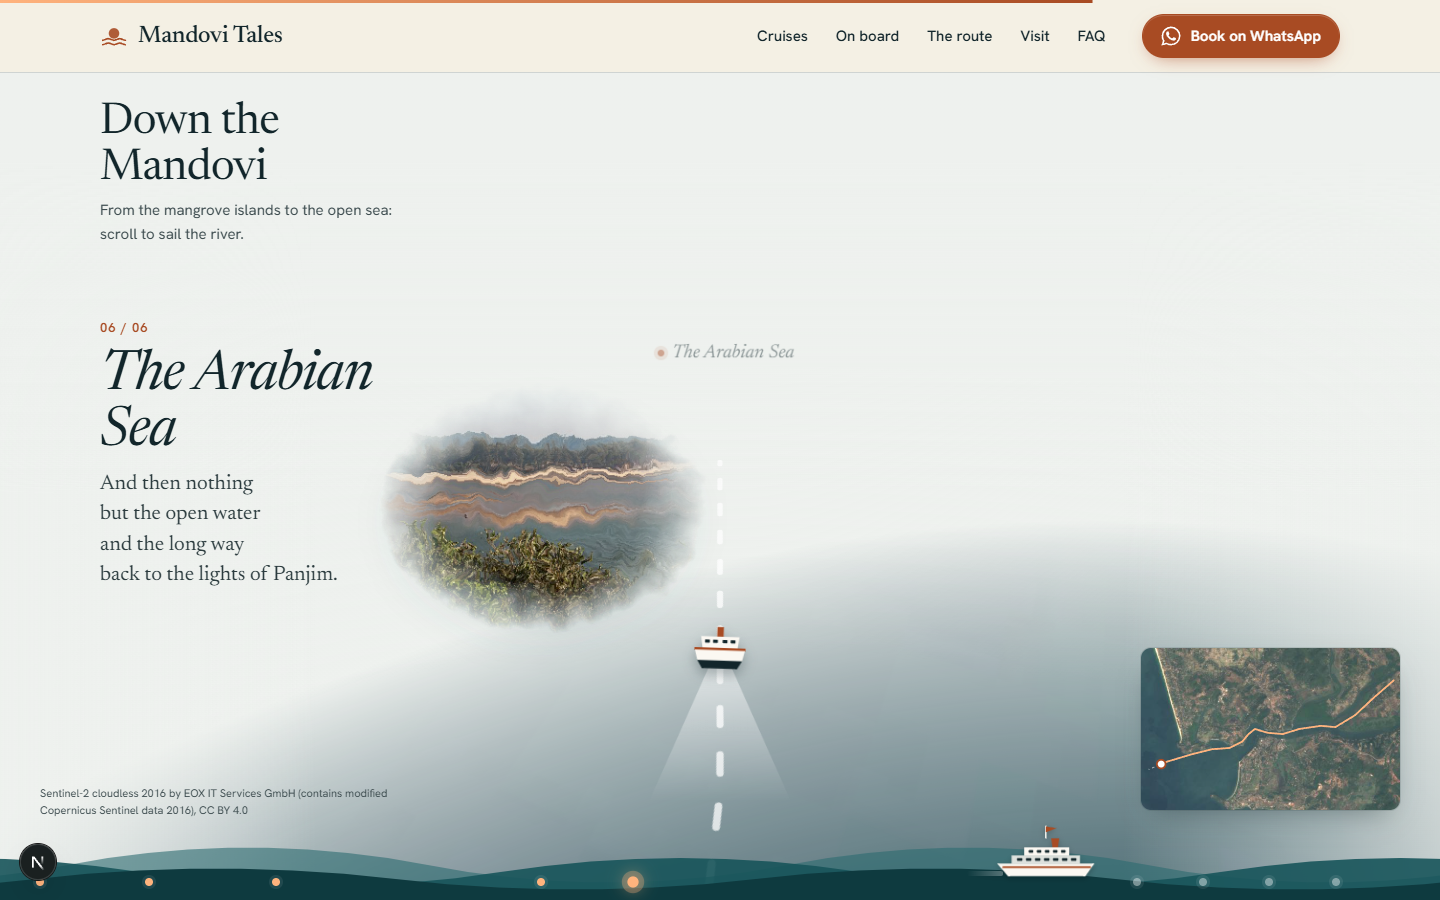 Mandovi Tales
Cruises
On board
The route
Visit
FAQ
Book on WhatsApp
Down the
Mandovi
From the mangrove islands to the open sea:
scroll to sail the river.
06 / 06
The Arabian
Sea
And then nothing
but the open water
and the long way
back to the lights of Panjim.
The Arabian Sea
Sentinel-2 cloudless 2016 by EOX IT Services GmbH (contains modified
Copernicus Sentinel data 2016), CC BY 4.0
N